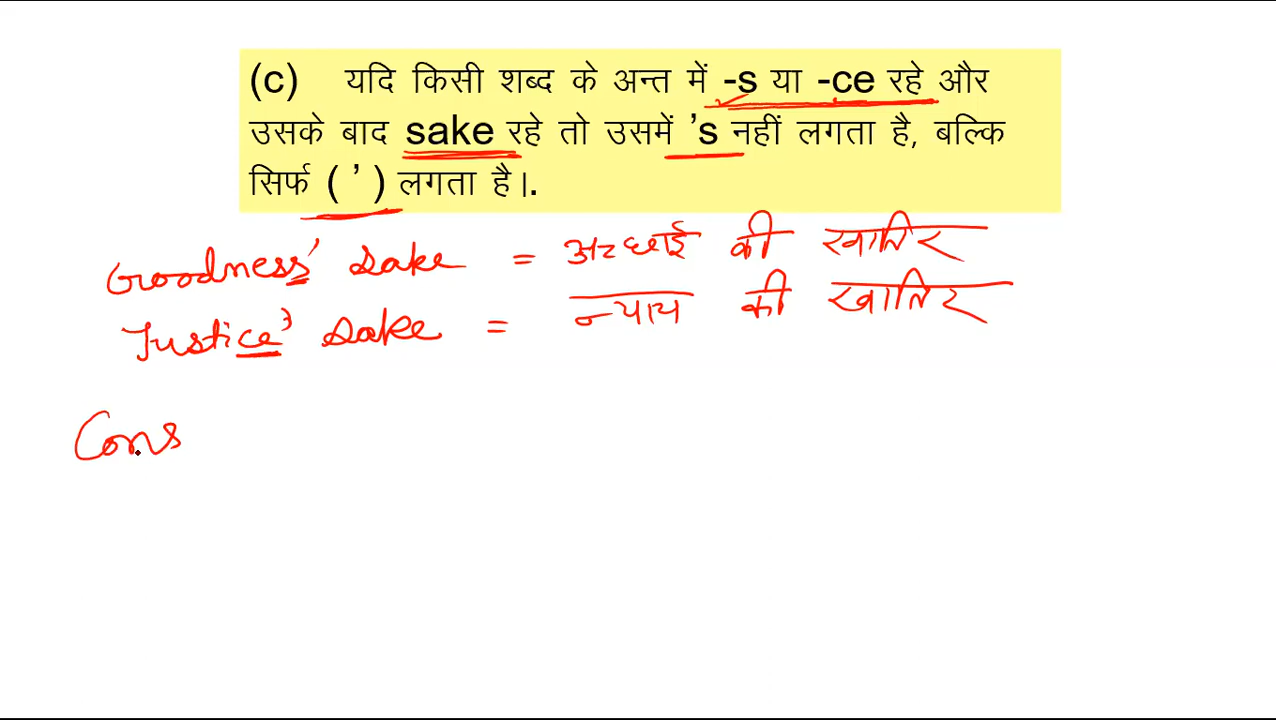 (c) यदि किसी शब्द के अन्त में -s या -ce रहे और
उसके बाद sake रहे तो उसमें ’s नहीं लगता है, बल्कि
सिर्फ ( ’ ) लगता है।.
Goodness' sake = अच्छाई की खातिर
Justice' sake = न्याय की खातिर
Cons